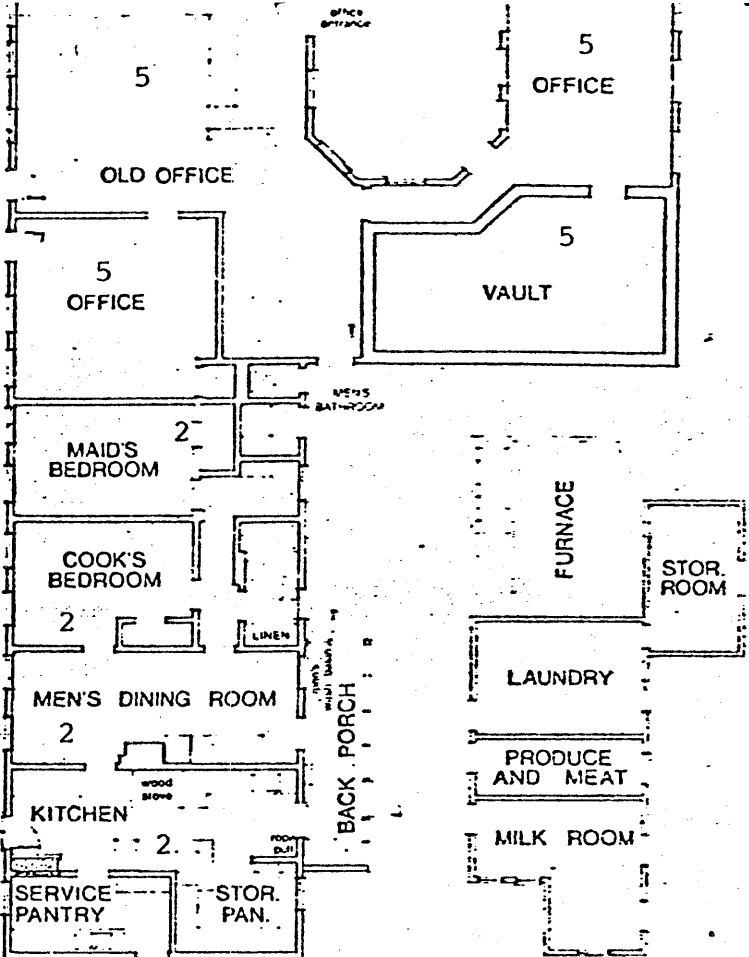 office
entrance
5
OFFICE
5
OLD OFFICE
5
VAULT
5
OFFICE
MEN'S
BATHROOM
2
MAID'S
BEDROOM
FURNACE
COOK'S
BEDROOM
2
STOR.
ROOM
LINEN
LAUNDRY
MEN'S DINING ROOM
2
BACK PORCH
PRODUCE
AND MEAT
wood
stove
KITCHEN
2
rope
pull
MILK ROOM
SERVICE
PANTRY
STOR.
PAN.